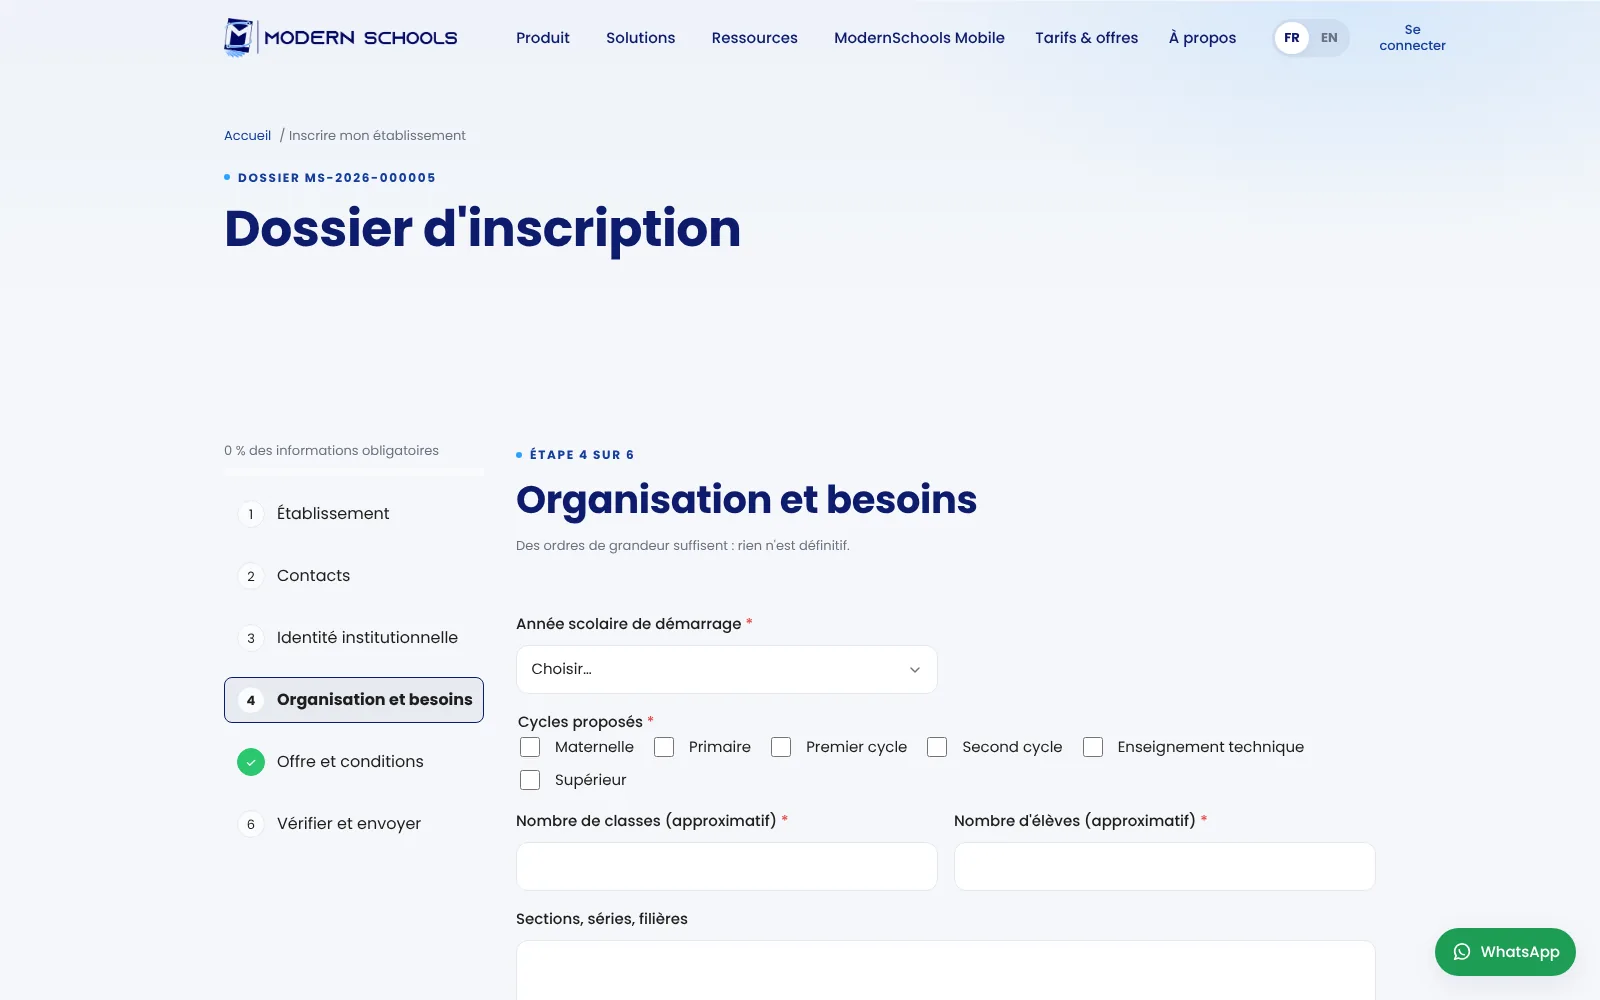 MODERN SCHOOLS
Produit
Solutions
Ressources
ModernSchools Mobile
Tarifs & offres
À propos
FR
EN
Se
connecter
Accueil / Inscrire mon établissement
DOSSIER MS-2026-000005
Dossier d'inscription
0 % des informations obligatoires
1 Établissement
2 Contacts
3 Identité institutionnelle
4 Organisation et besoins
Offre et conditions
6 Vérifier et envoyer
ÉTAPE 4 SUR 6
Organisation et besoins
Des ordres de grandeur suffisent : rien n'est définitif.
Année scolaire de démarrage *
Choisir…
Cycles proposés *
Maternelle
Primaire
Premier cycle
Second cycle
Enseignement technique
Supérieur
Nombre de classes (approximatif) *
Nombre d'élèves (approximatif) *
Sections, séries, filières
WhatsApp